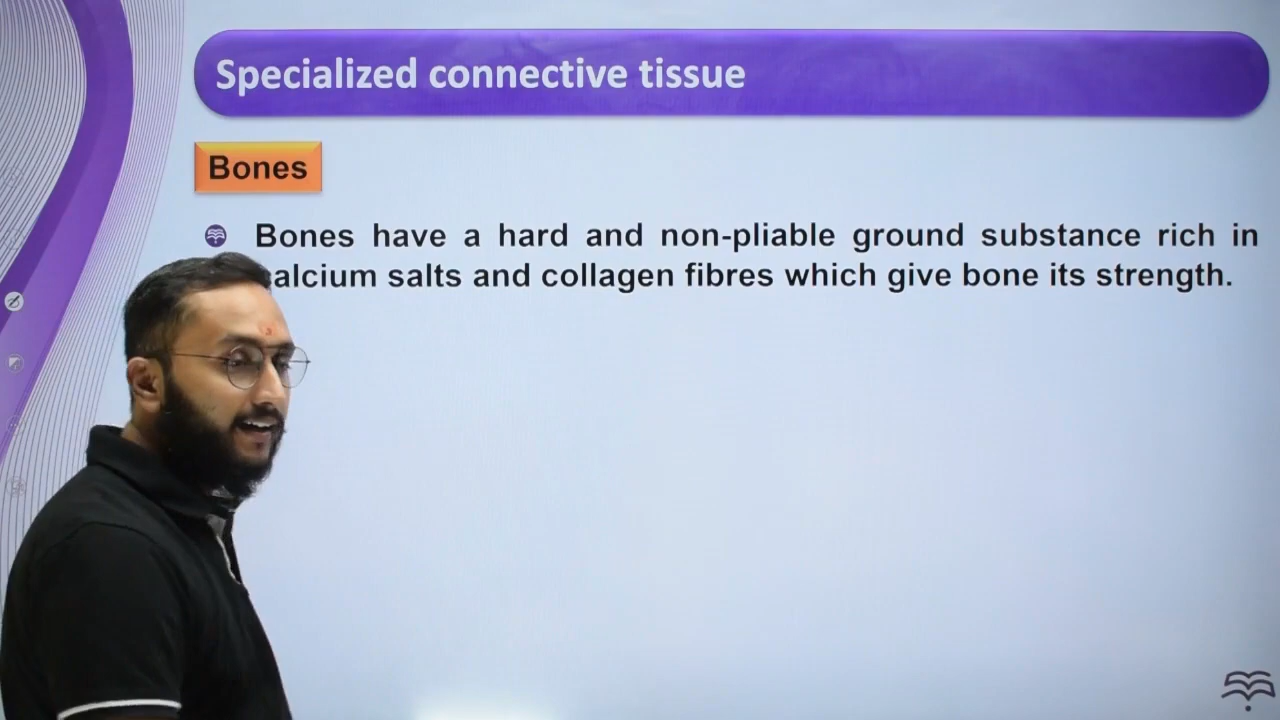 Specialized connective tissue
Bones
Bones have a hard and non-pliable ground substance rich in
alcium salts and collagen fibres which give bone its strength.